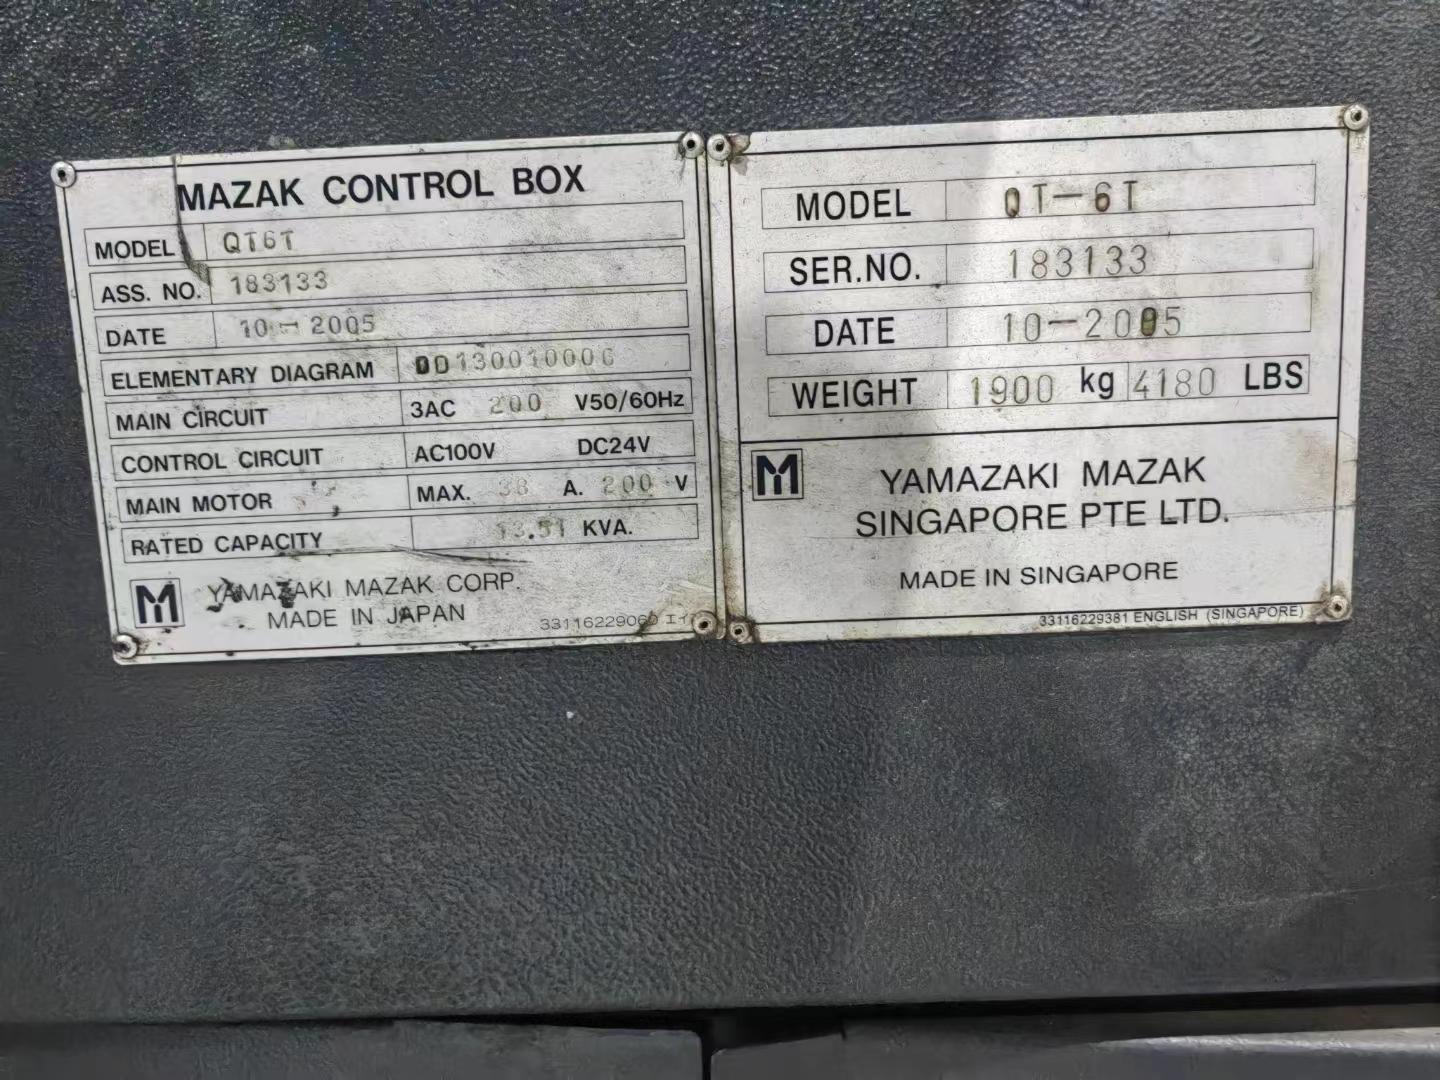 MAZAK CONTROL BOX
MODEL QT6T
ASS. NO. 183133
DATE 10-2005
ELEMENTARY DIAGRAM
MAIN CIRCUIT 3AC 200 V50/60Hz
CONTROL CIRCUIT AC100V DC24V
MAIN MOTOR MAX. 38 A. 200 V
RATED CAPACITY 13.51 KVA.
YAMAZAKI MAZAK CORP.
MADE IN JAPAN
MODEL QT-6T
SER.NO. 183133
DATE 10-2005
WEIGHT 1900 kg 4180 LBS
YAMAZAKI MAZAK
SINGAPORE PTE LTD.
MADE IN SINGAPORE
33116229381 ENGLISH (SINGAPORE)